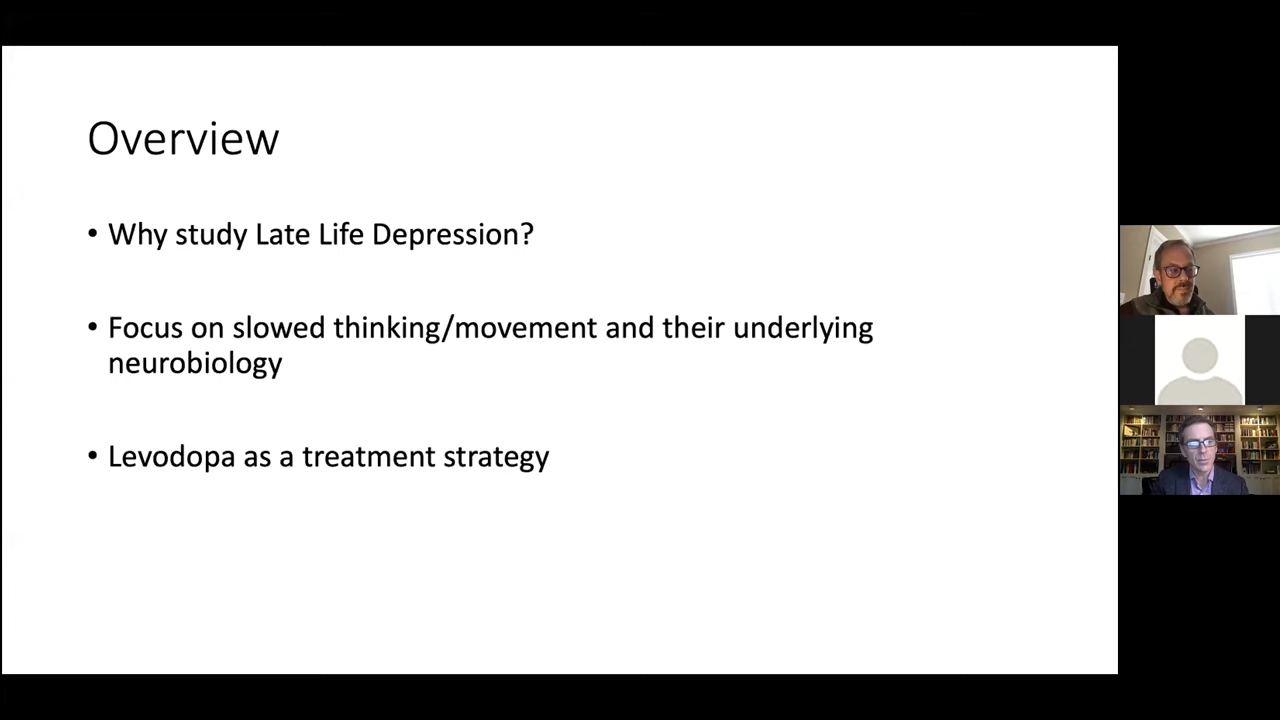 Overview
• Why study Late Life Depression?
• Focus on slowed thinking/movement and their underlying
neurobiology
• Levodopa as a treatment strategy